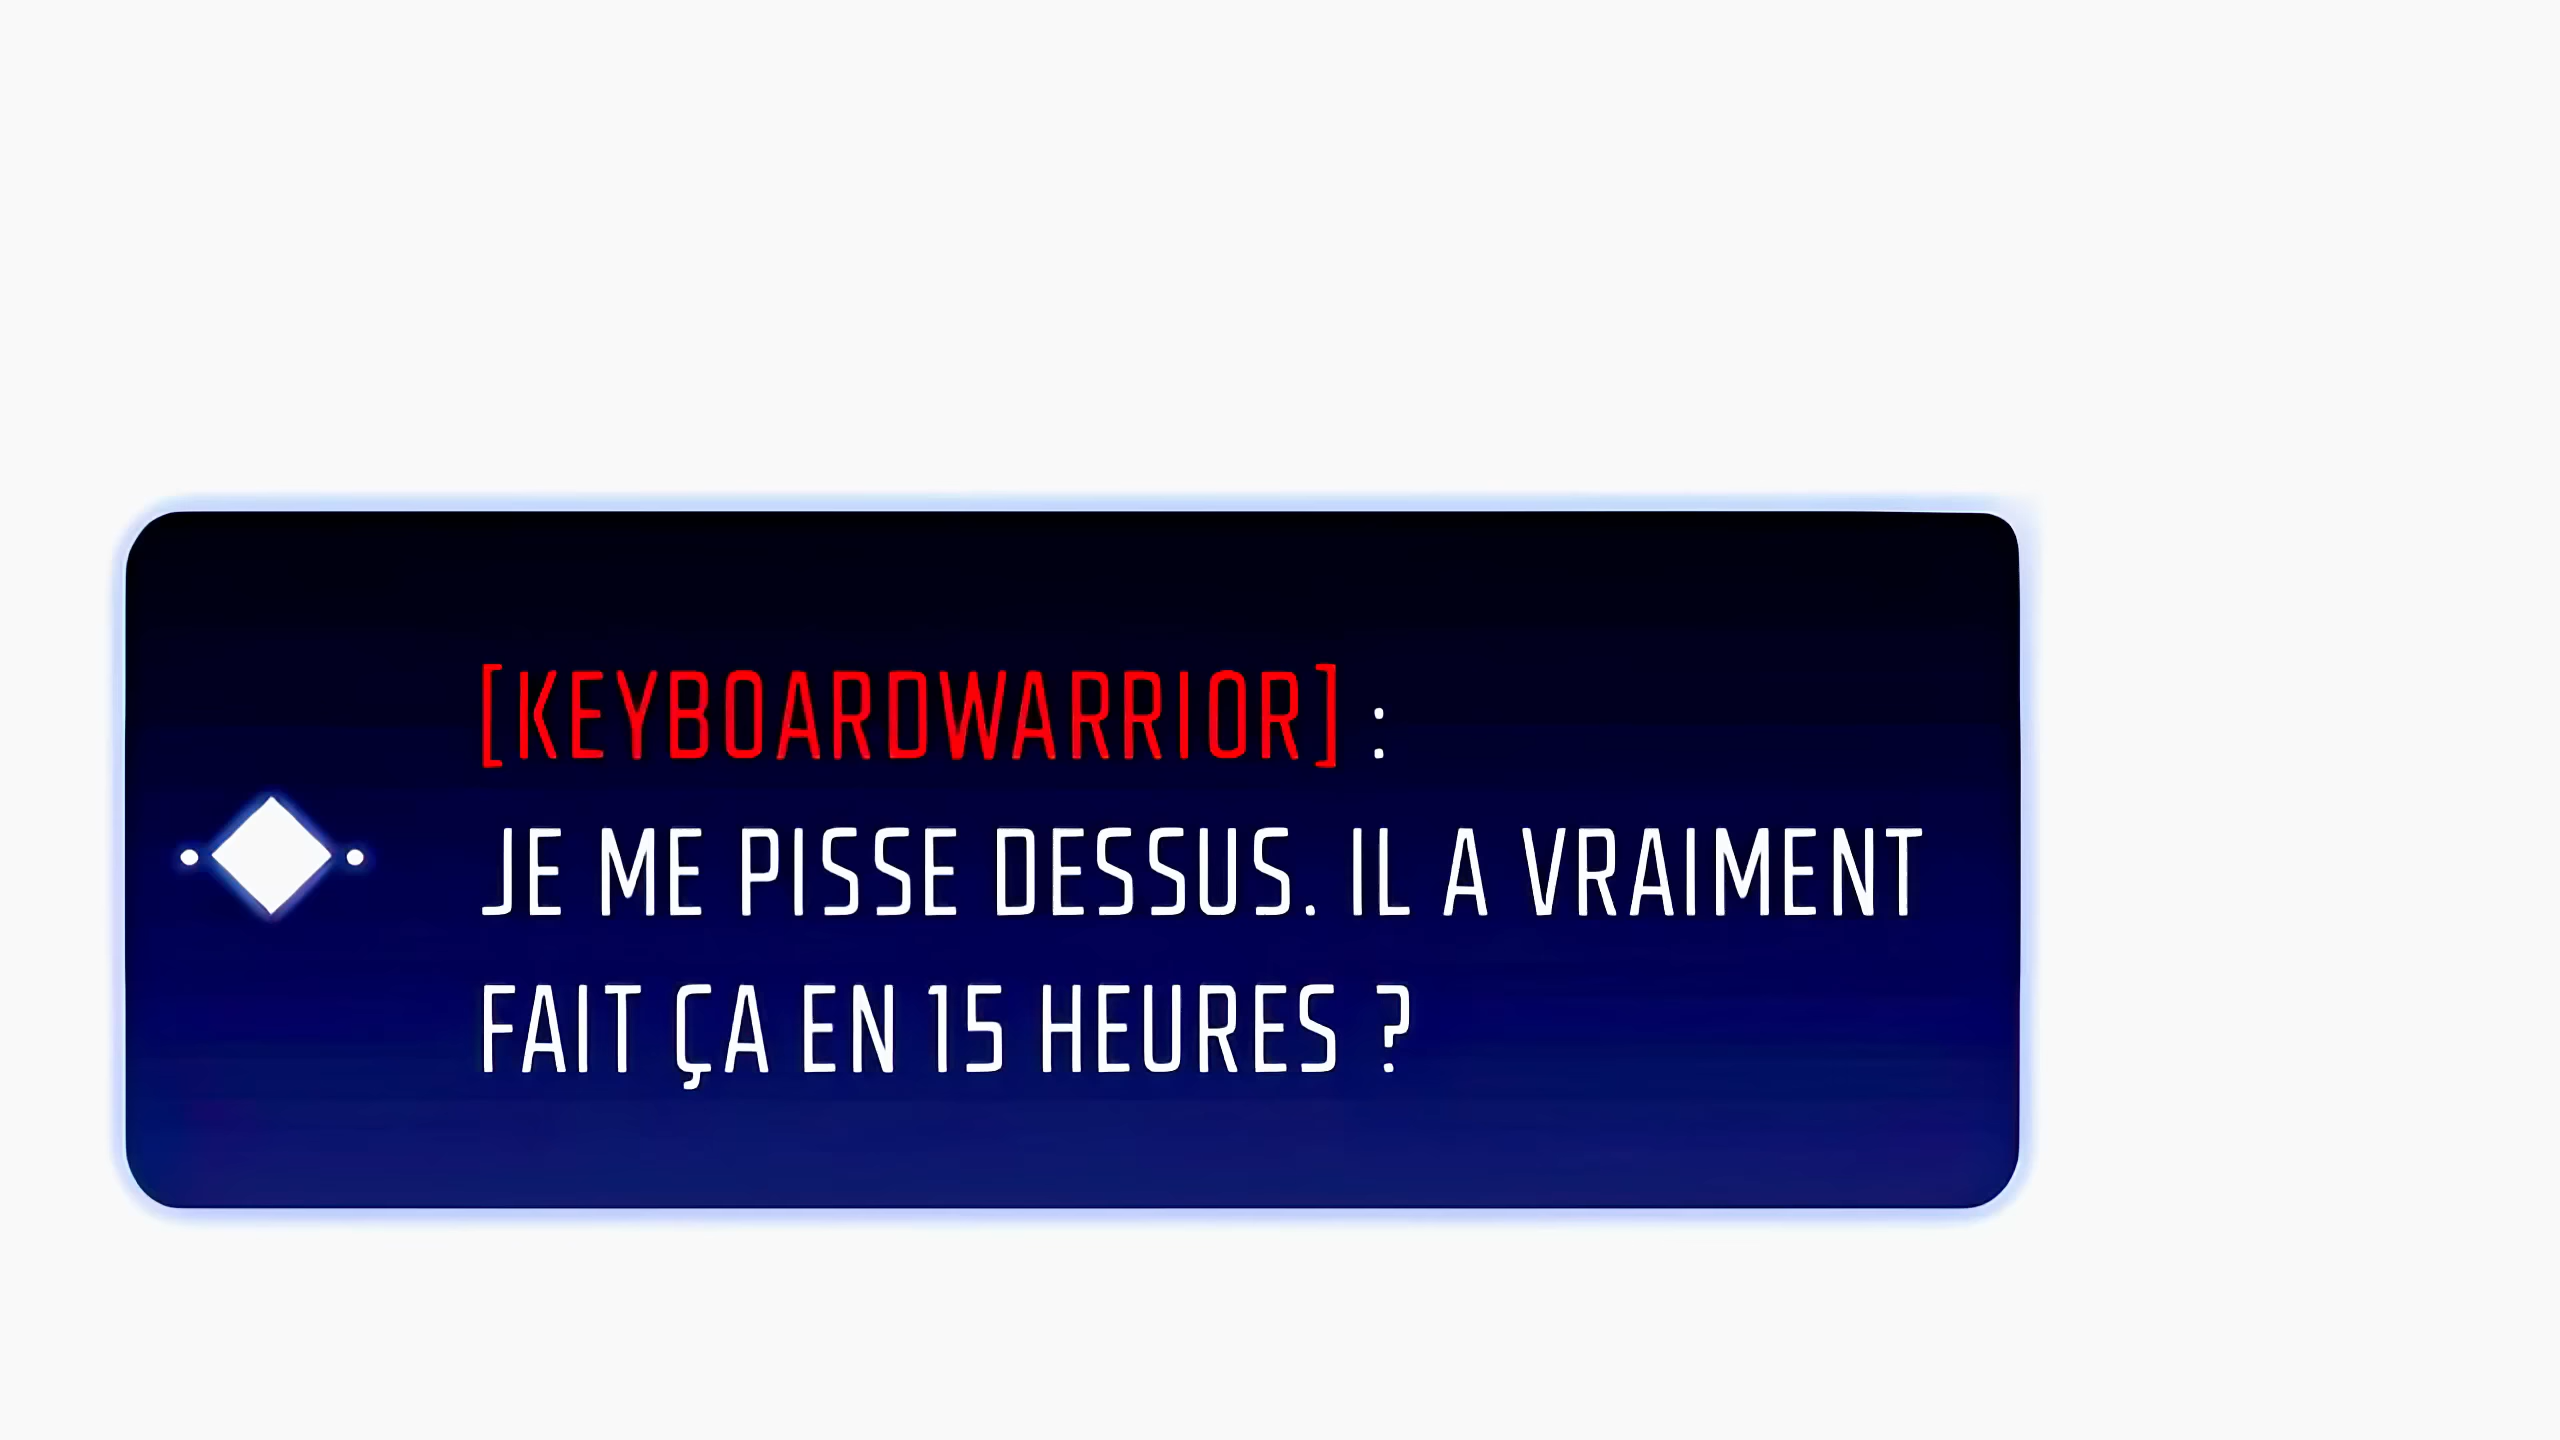 [KEYBOARDWARRIOR] :
JE ME PISSE DESSUS. IL A VRAIMENT
FAIT ÇA EN 15 HEURES ?